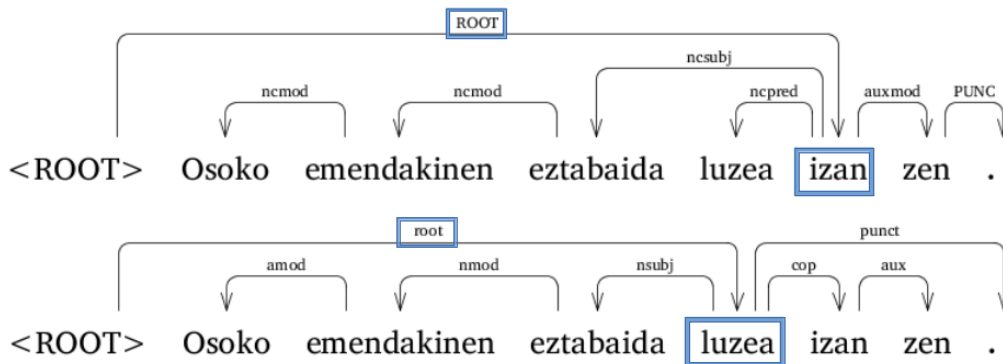 ROOT
ncsubj
ncmod ncmod ncpred auxmod PUNC
<ROOT> Osoko emendakinen eztabaida luzea izan zen .
root punct
amod nmod nsubj cop aux
<ROOT> Osoko emendakinen eztabaida luzea izan zen .